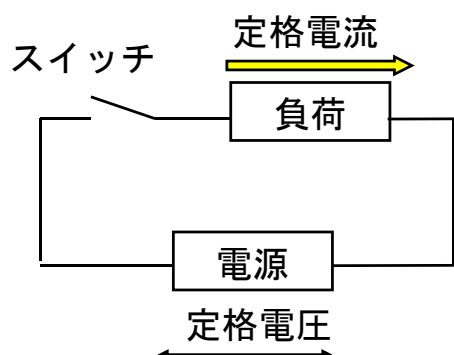 定格電流
スイッチ
負荷
電源
定格電圧